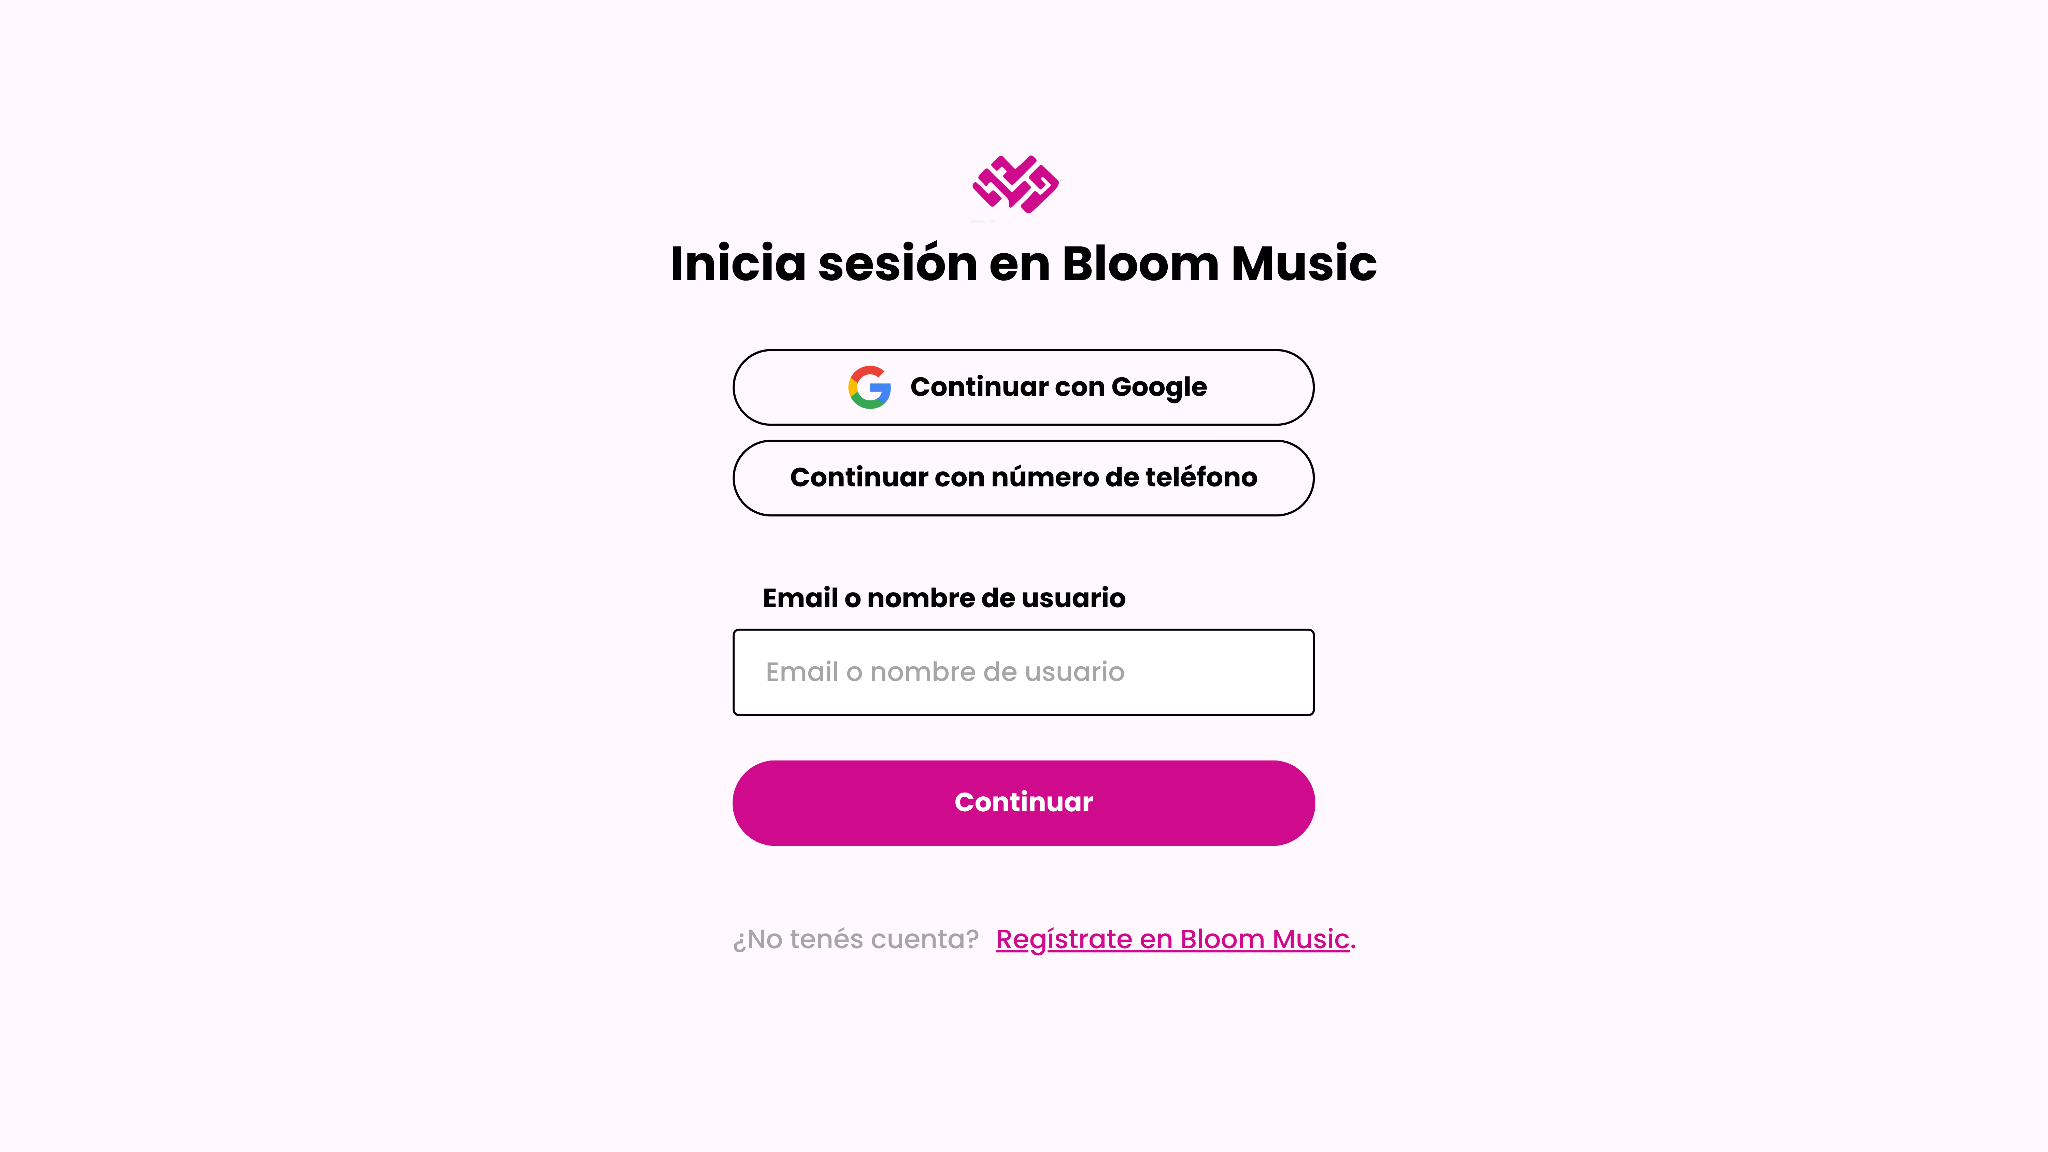 Inicia sesión en Bloom Music
Continuar con Google
Continuar con número de teléfono
Email o nombre de usuario
Email o nombre de usuario
Continuar
¿No tenés cuenta? Regístrate en Bloom Music.